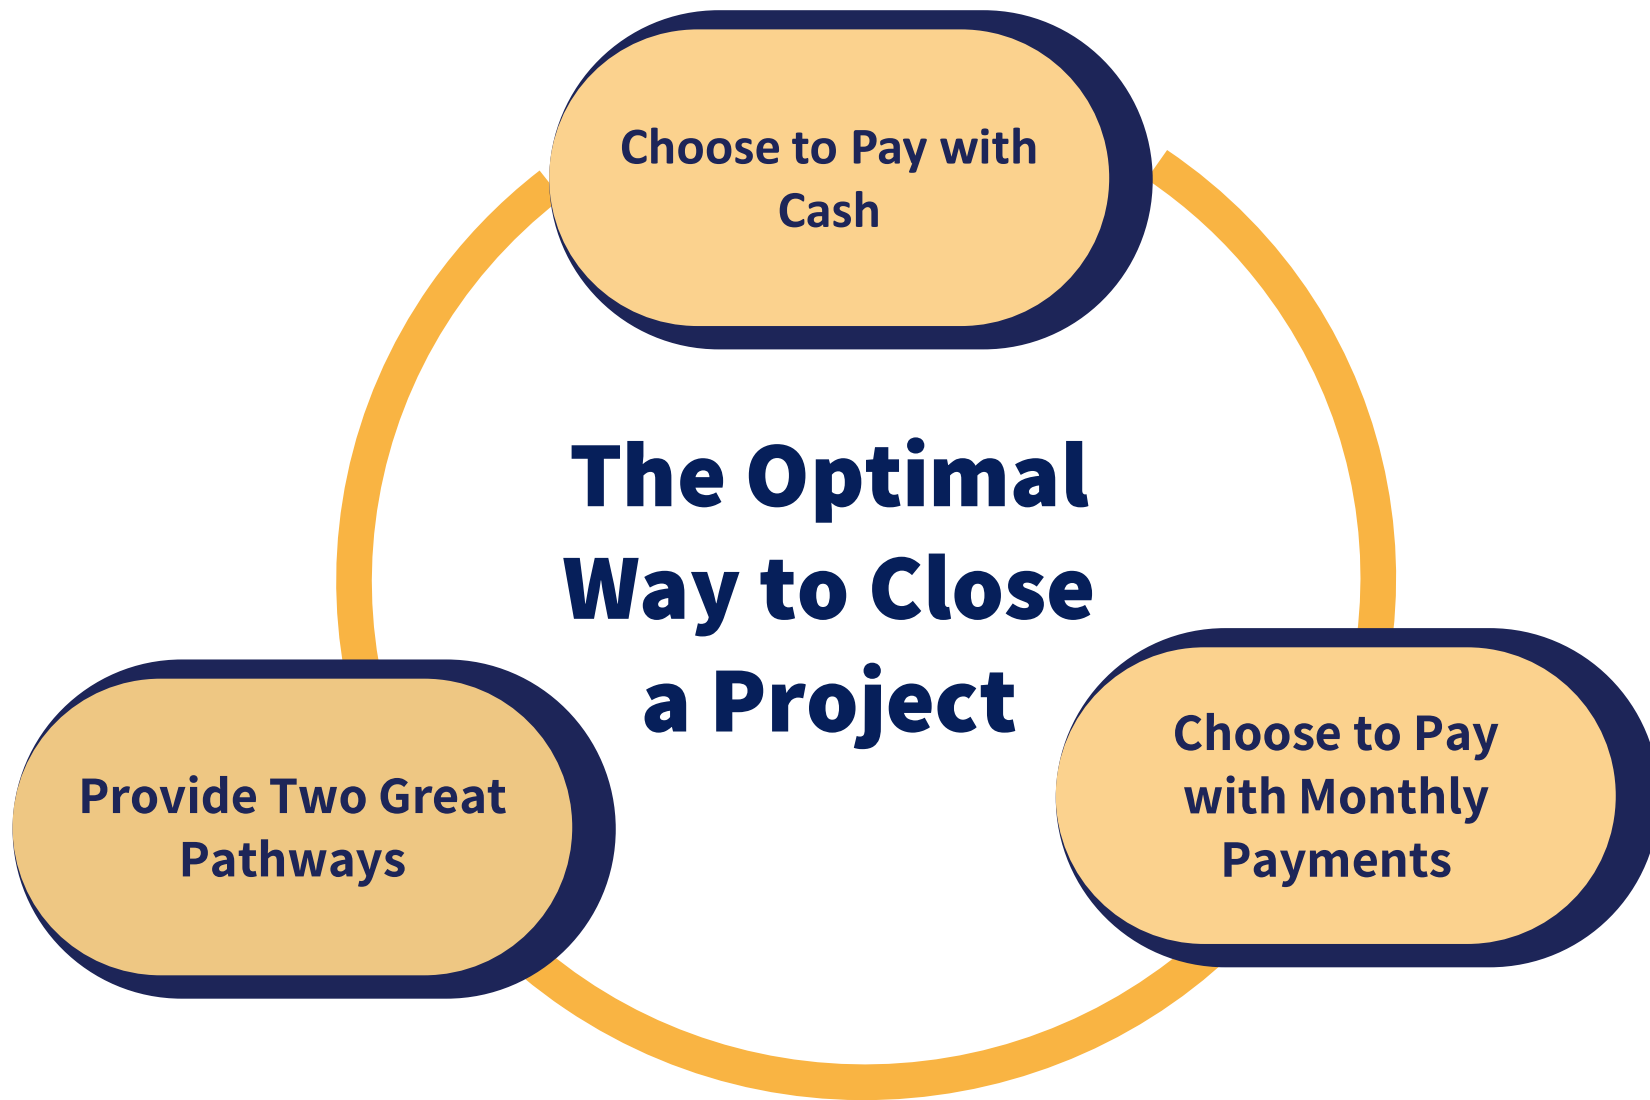 Choose to Pay with
Cash
The Optimal
Way to Close
a Project
Provide Two Great
Pathways
Choose to Pay
with Monthly
Payments